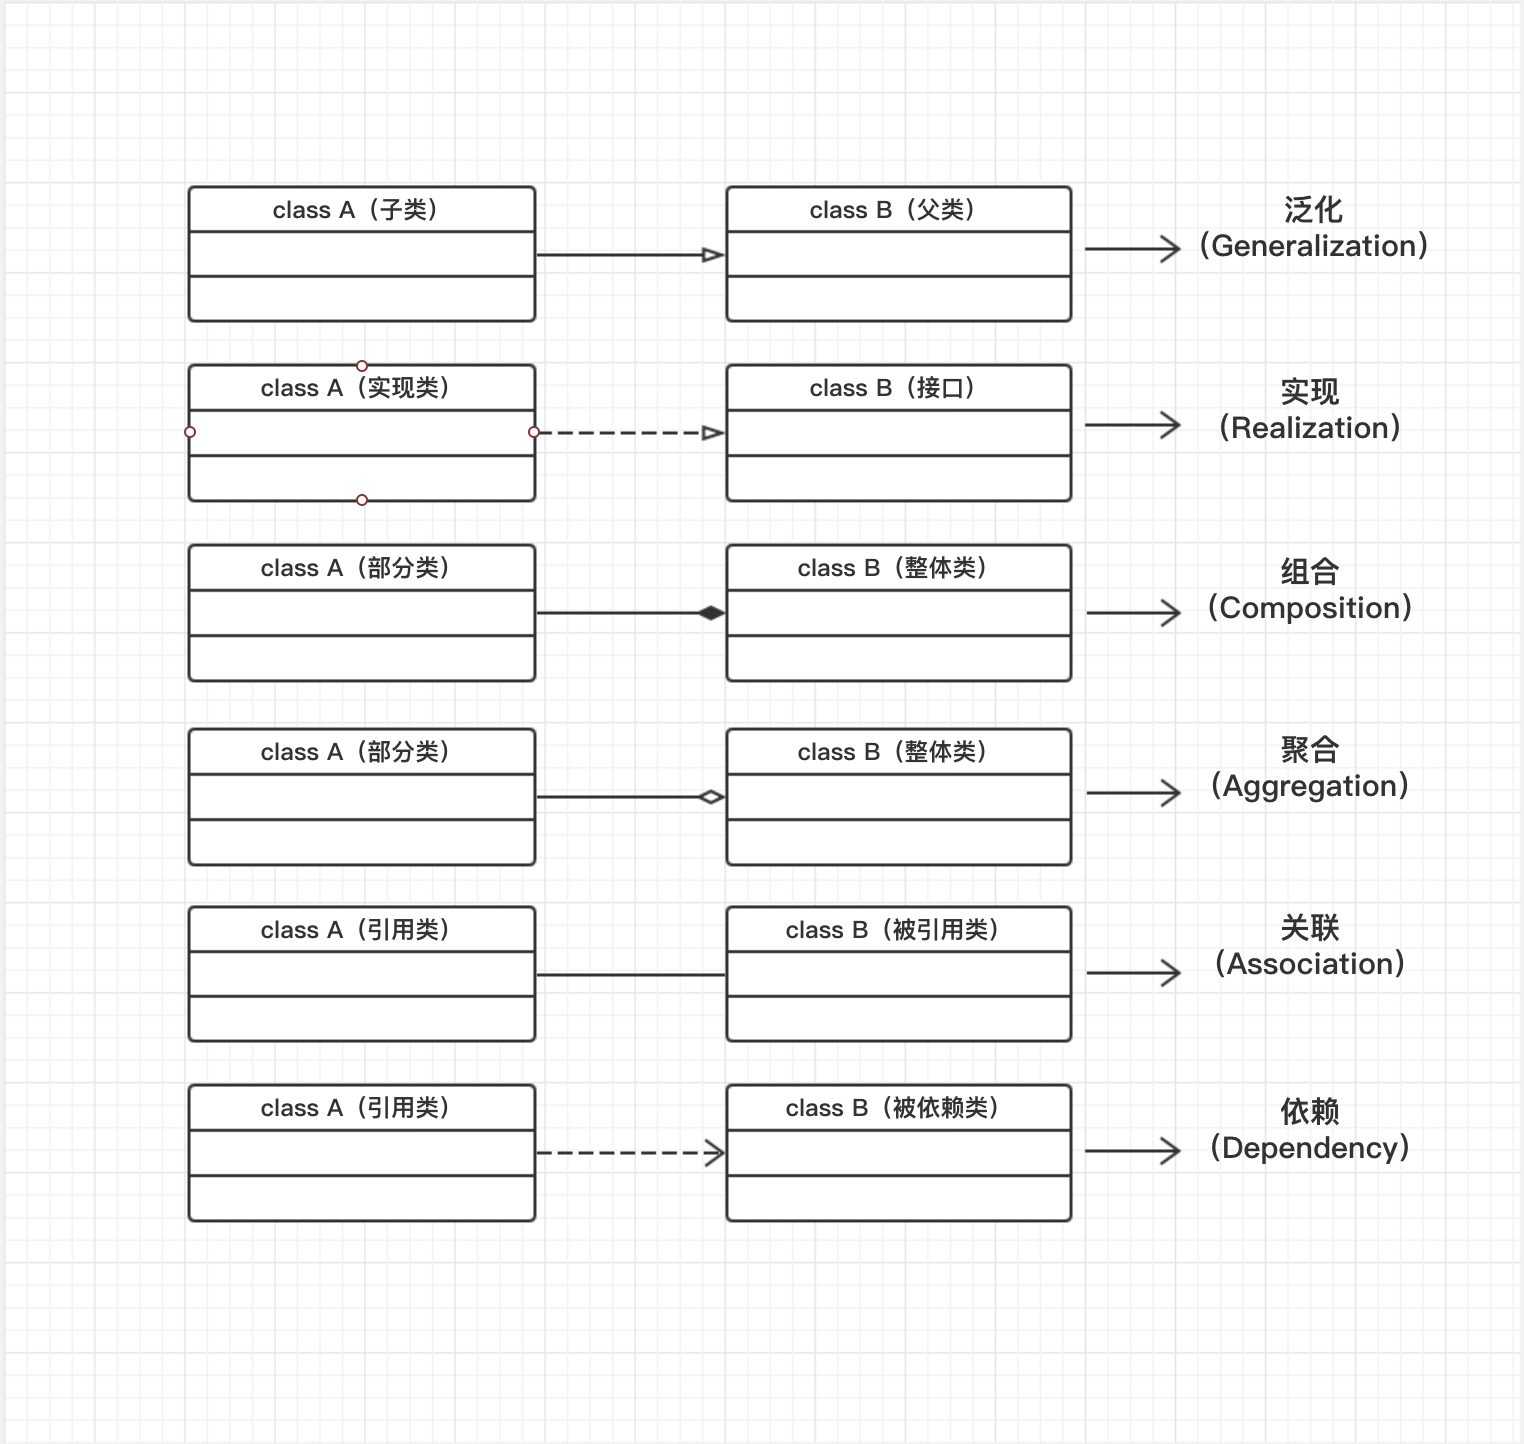 class A（子类）
class B（父类）
泛化
（Generalization）
class A（实现类）
class B（接口）
实现
（Realization）
class A（部分类）
class B（整体类）
组合
（Composition）
class A（部分类）
class B（整体类）
聚合
（Aggregation）
class A（引用类）
class B（被引用类）
关联
（Association）
class A（引用类）
class B（被依赖类）
依赖
（Dependency）